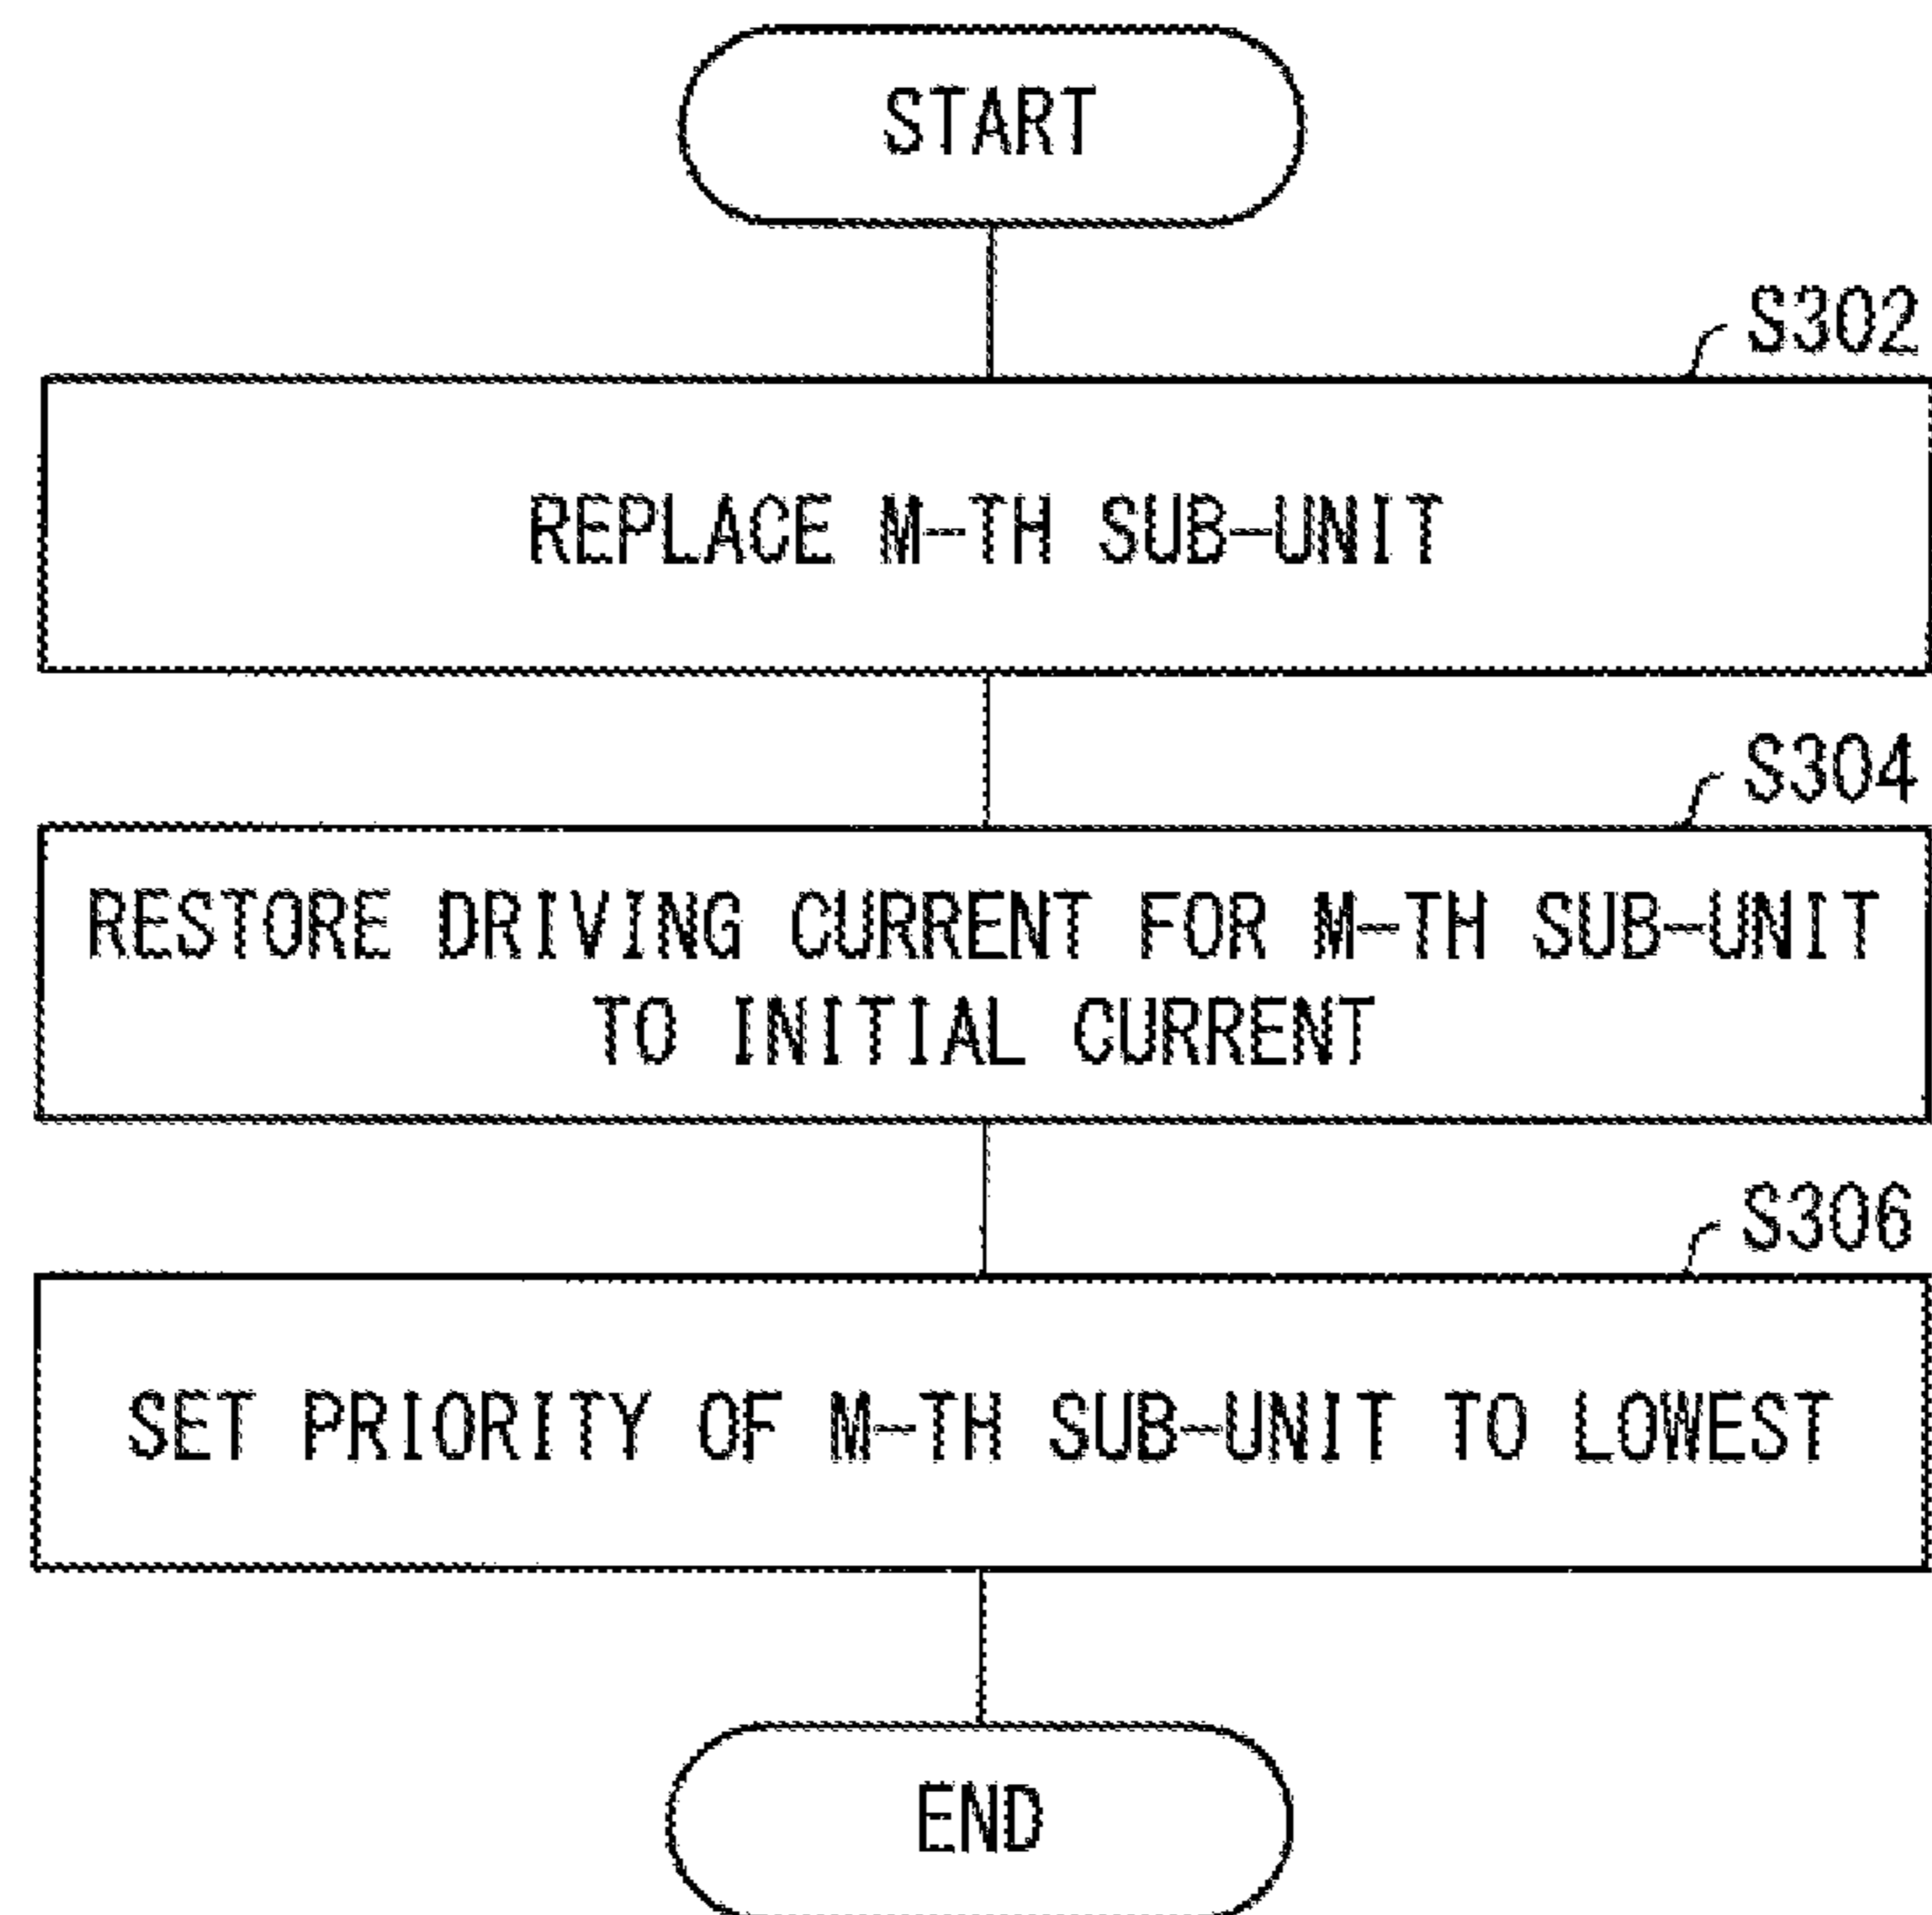 START
S302
REPLACE M-TH SUB-UNIT
S304
RESTORE DRIVING CURRENT FOR M-TH SUB-UNIT
TO INITIAL CURRENT
S306
SET PRIORITY OF M-TH SUB-UNIT TO LOWEST
END